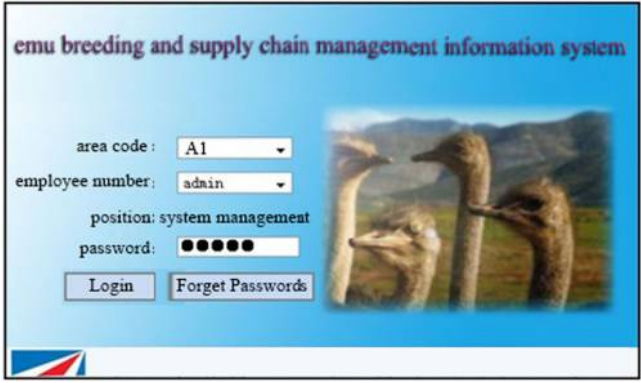 emu breeding and supply chain management information system
area code : A1
employee number: admin
position: system management
password: ●●●●●
Login Forget Passwords